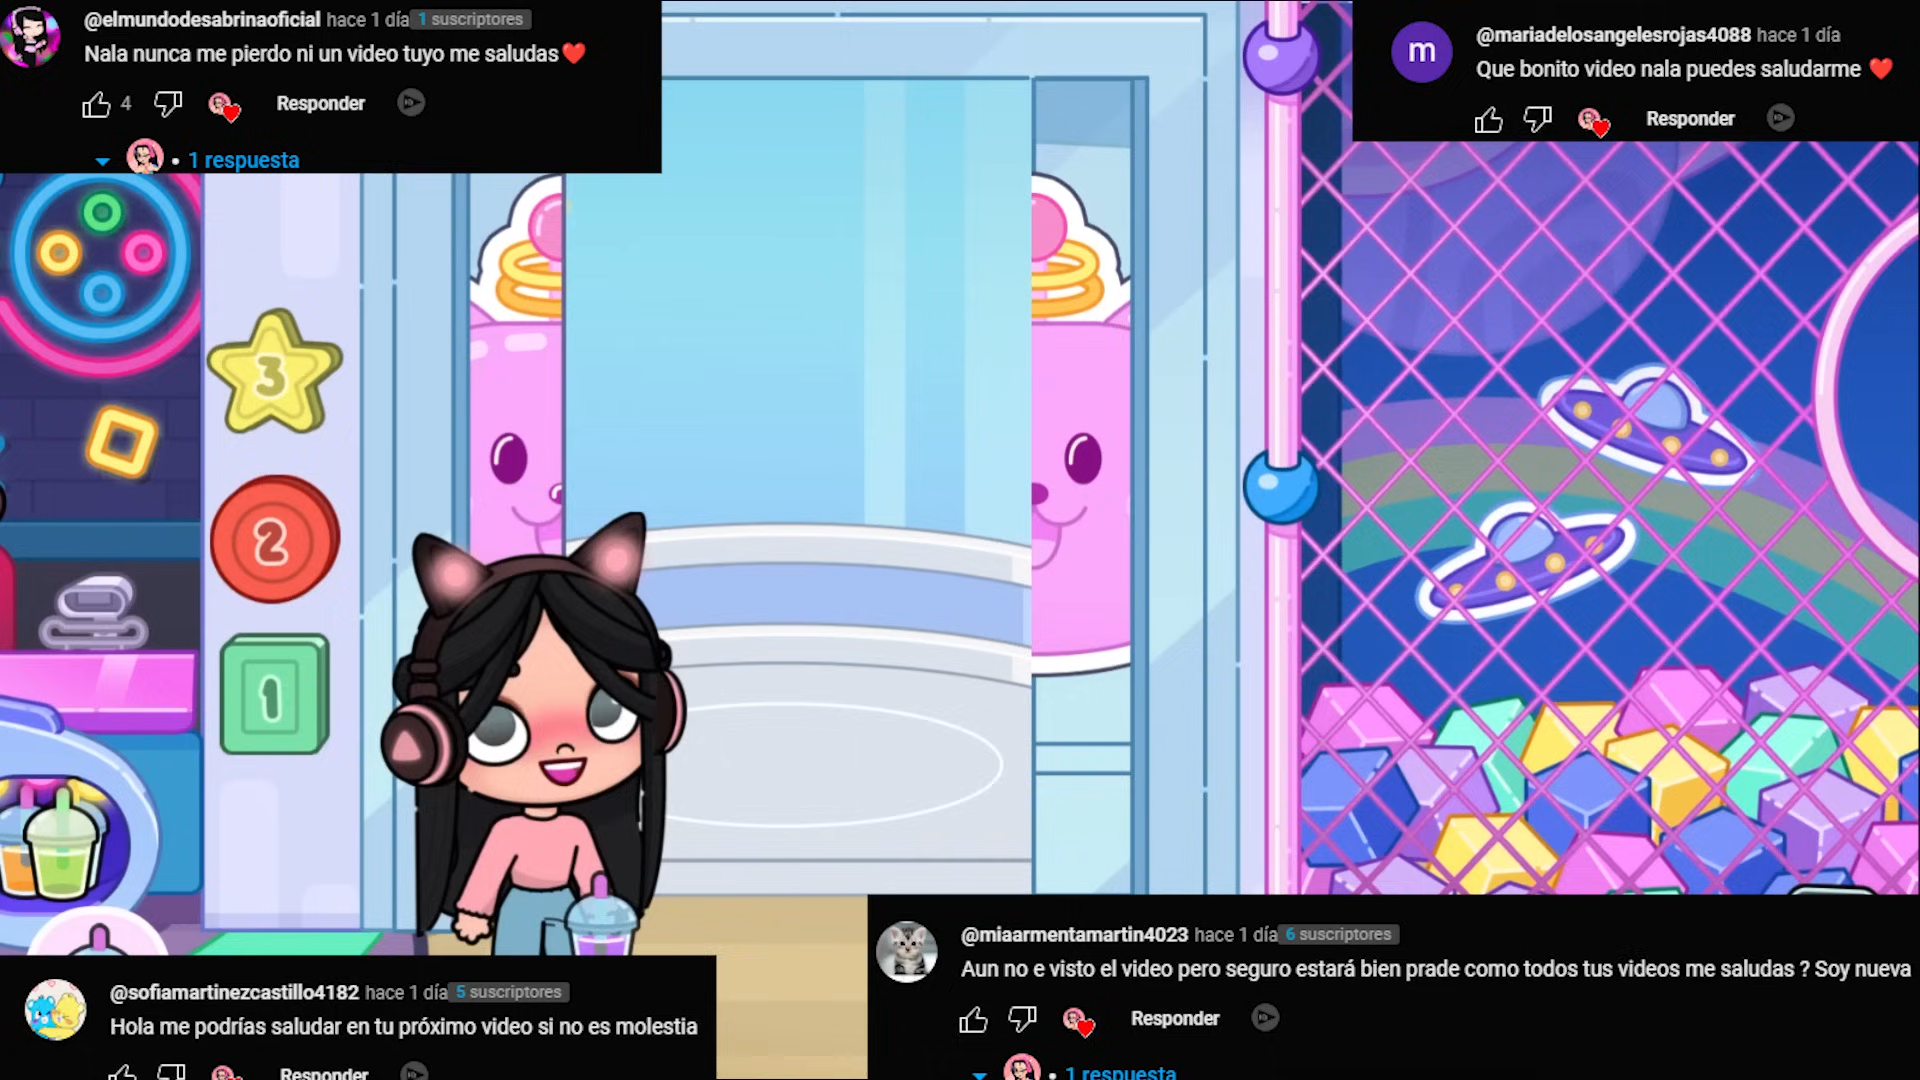 @elmundodesabrinaoficial hace 1 día 1 suscriptores
Nala nunca me pierdo ni un video tuyo me saludas❤️
4 Responder
• 1 respuesta
@mariadelosangelesrojas4088 hace 1 día
m
Que bonito video nala puedes saludarme ❤️
Responder
3
2
1
@miaarmentamartin4023 hace 1 día 6 suscriptores
Aun no e visto el video pero seguro estará bien prade como todos tus videos me saludas ? Soy nueva
Responder
• 1 respuesta
@sofiamartinezcastillo4182 hace 1 día 5 suscriptores
Hola me podrías saludar en tu próximo video si no es molestia
Responder